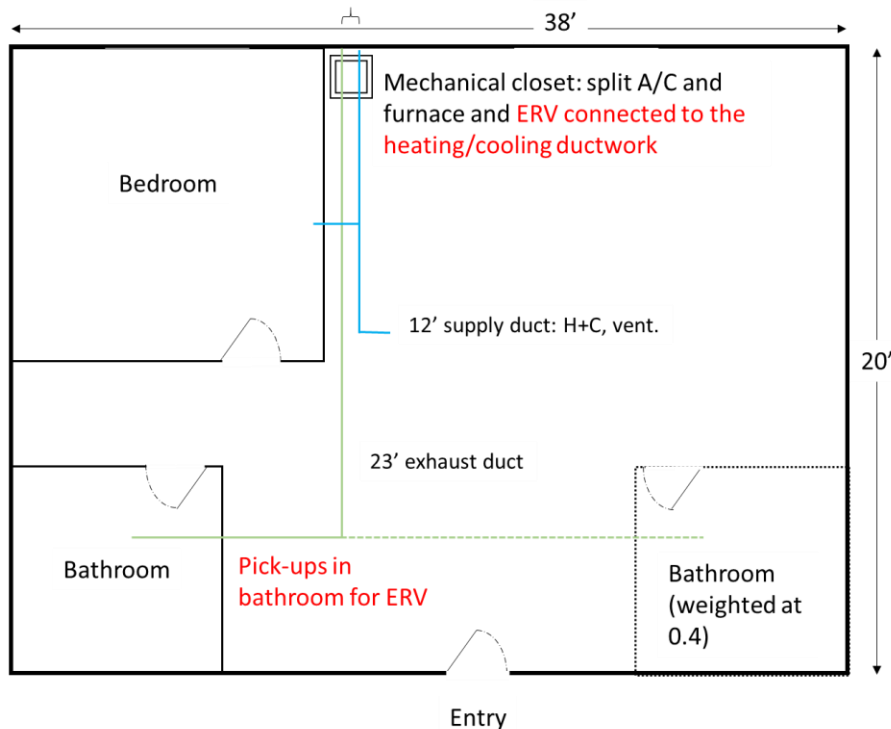 38’
Mechanical closet: split A/C and
furnace and ERV connected to the
heating/cooling ductwork
Bedroom
12’ supply duct: H+C, vent.
20’
23’ exhaust duct
Bathroom
Pick-ups in
bathroom for ERV
Bathroom
(weighted at
0.4)
Entry